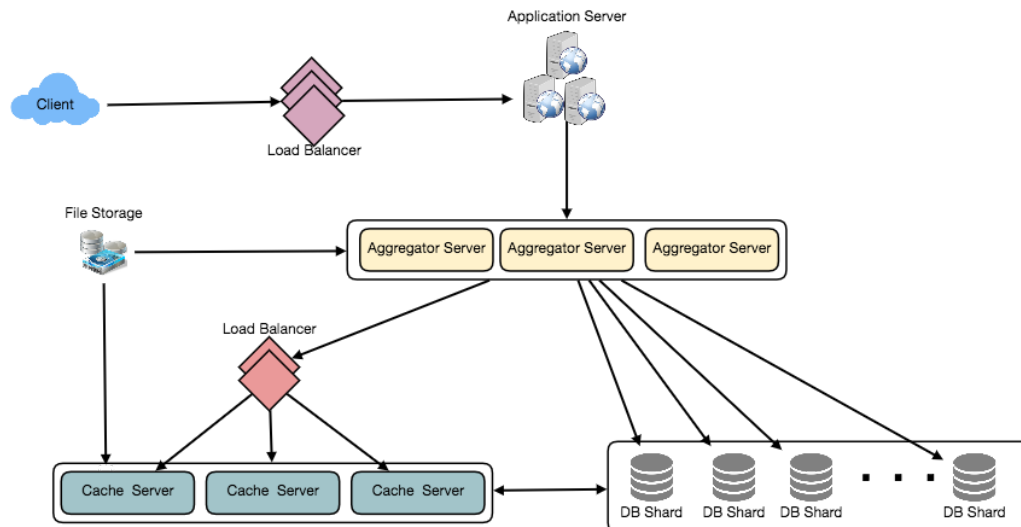 Application Server
Client
Load Balancer
File Storage
Aggregator Server
Aggregator Server
Aggregator Server
Load Balancer
Cache Server
Cache Server
Cache Server
DB Shard
DB Shard
DB Shard
DB Shard